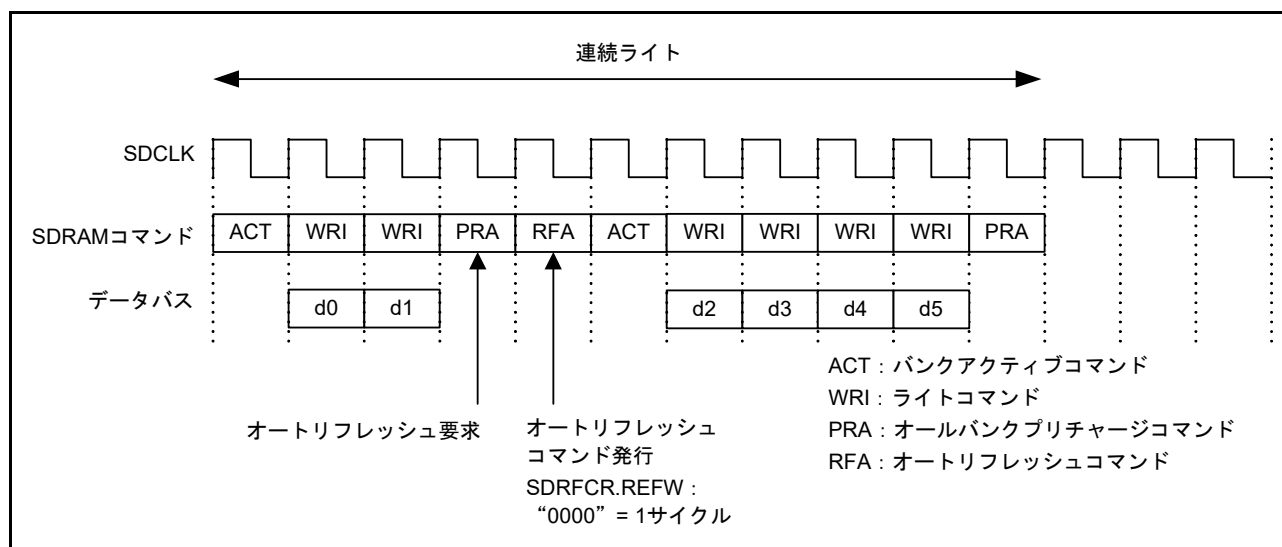 連続ライト
SDCLK
SDRAMコマンド ACT WRI WRI PRA RFA ACT WRI WRI WRI WRI PRA
データバス d0 d1 d2 d3 d4 d5
オートリフレッシュ要求
オートリフレッシュ
コマンド発行
SDRFCR.REFW：
“0000” = 1サイクル
ACT：バンクアクティブコマンド
WRI：ライトコマンド
PRA：オールバンクプリチャージコマンド
RFA：オートリフレッシュコマンド